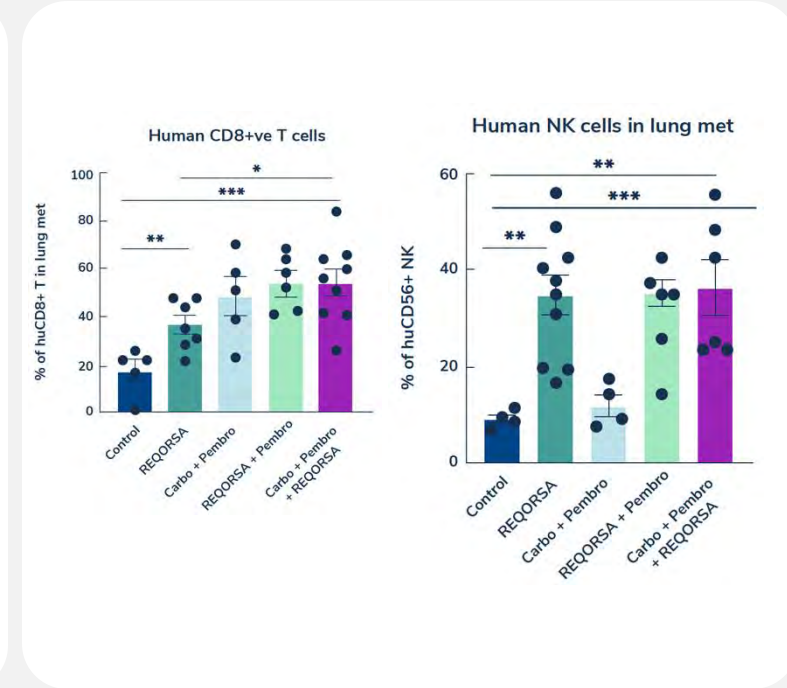 Human CD8+ve T cells
% of huCD8+ T in lung met
100
80
60
40
20
0
*
***
**
Control
REQORSA
Carbo + Pembro
REQORSA + Pembro
Carbo + Pembro
+ REQORSA
Human NK cells in lung met
% of huCD56+ NK
60
40
20
0
**
***
**
Control
REQORSA
Carbo + Pembro
REQORSA + Pembro
Carbo + Pembro
+ REQORSA